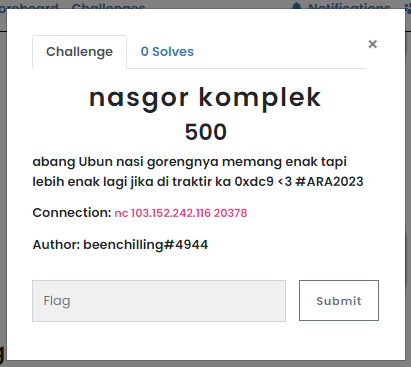 Scoreboard Challenges Notifications
Challenge 0 Solves ×
nasgor komplek
500
abang Ubun nasi gorengnya memang enak tapi
lebih enak lagi jika di traktir ka 0xdc9 <3 #ARA2023
Connection: nc 103.152.242.116 20378
Author: beenchilling#4944
Flag Submit